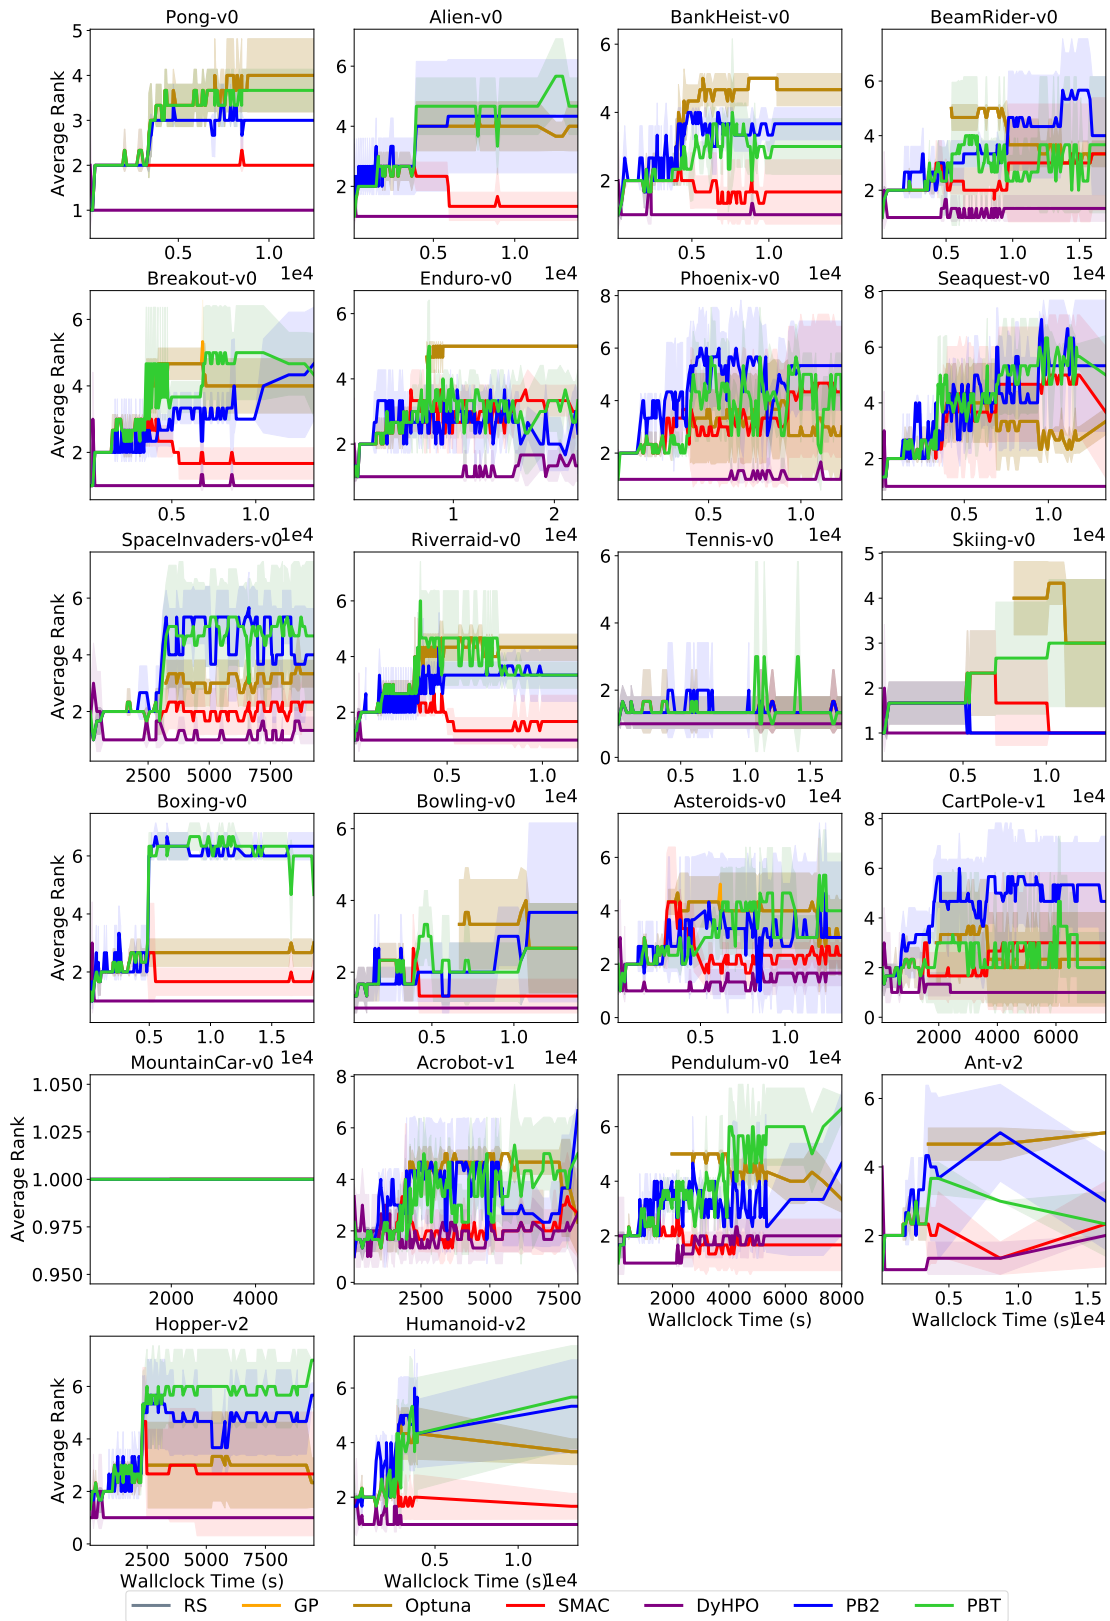 Pong-v0
Alien-v0
BankHeist-v0
BeamRider-v0
Average Rank
5
4
3
2
1
6
4
2
6
4
2
6
4
2
0
0.5 1.0
1e4
0.5 1.0
1e4
0.5 1.0
1e4
0.5 1.0 1.5
1e4
Breakout-v0
Enduro-v0
Phoenix-v0
Seaquest-v0
Average Rank
6
4
2
6
4
2
8
6
4
2
8
6
4
2
0.5 1.0
1e4
1 2
1e4
0.5 1.0
1e4
0.5 1.0
1e4
SpaceInvaders-v0
Riverraid-v0
Tennis-v0
Skiing-v0
Average Rank
6
4
2
6
4
2
6
4
2
0
5
4
3
2
1
2500 5000 7500
0.5 1.0
1e4
0.5 1.0 1.5
1e4
0.5 1.0
1e4
Boxing-v0
Bowling-v0
Asteroids-v0
CartPole-v1
Average Rank
6
4
2
6
4
2
6
4
2
0
8
6
4
2
0
0.5 1.0 1.5
1e4
0.5 1.0
1e4
0.5 1.0
1e4
2000 4000 6000
MountainCar-v0
Acrobot-v1
Pendulum-v0
Ant-v2
Average Rank
1.050
1.025
1.000
0.975
0.950
8
6
4
2
0
6
4
2
6
4
2
2000 4000
2500 5000 7500
2000 4000 6000 8000
Wallclock Time (s)
0.5 1.0 1.5
Wallclock Time (s)
1e4
Hopper-v2
Humanoid-v2
Average Rank
6
4
2
0
6
4
2
2500 5000 7500
Wallclock Time (s)
0.5 1.0
Wallclock Time (s)
1e4
RS GP Optuna SMAC DyHPO PB2 PBT